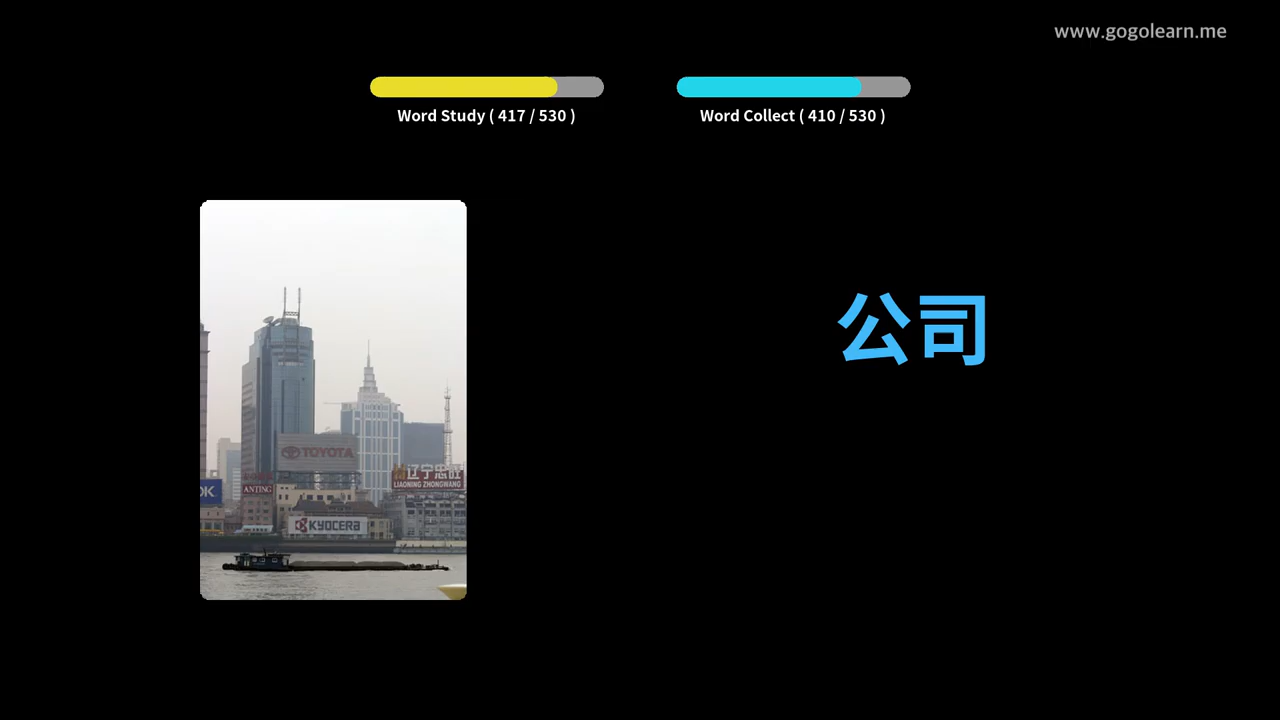 www.gogolearn.me
Word Study ( 417 / 530 )
Word Collect ( 410 / 530 )
公司
TOYOTA
辽宁忠旺
LIAONING ZHONGWANG
OK
ANTING
KYOCERA